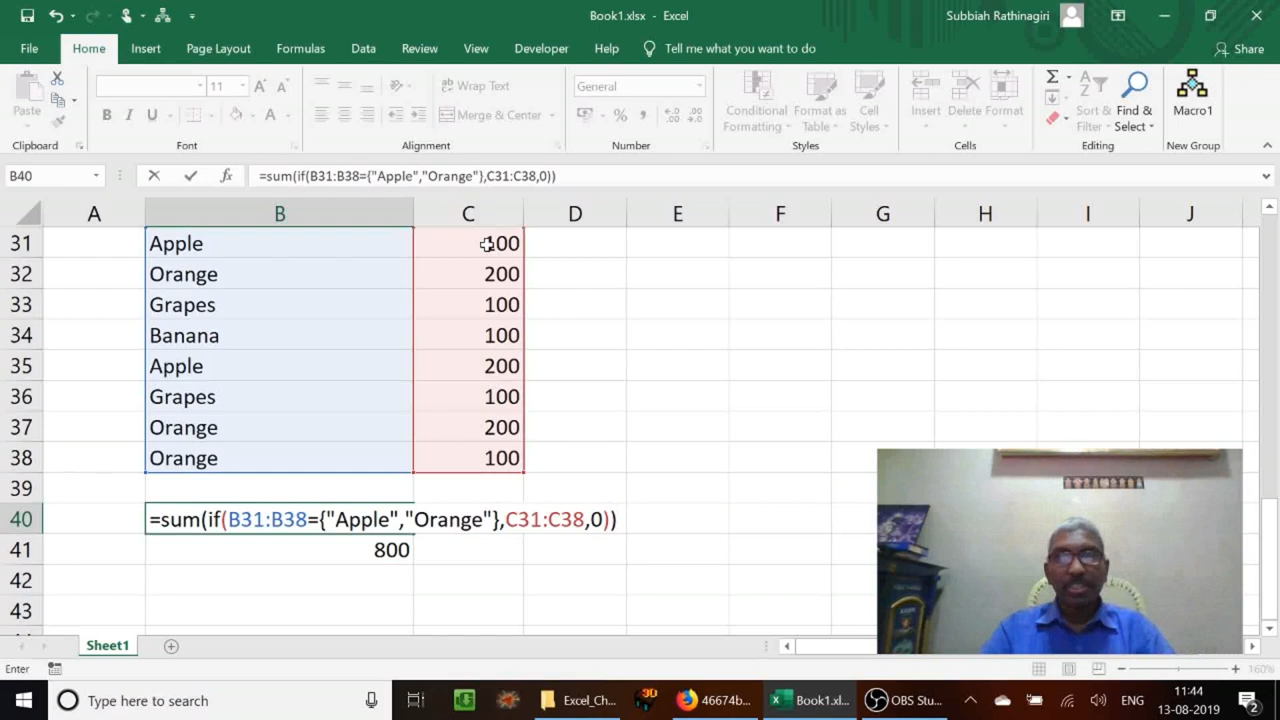 Book1.xlsx - Excel
Subbiah Rathinagiri
File Home Insert Page Layout Formulas Data Review View Developer Help Tell me what you want to do Share
Paste
11
B I U
Wrap Text
Merge & Center
General
%
Conditional Formatting
Format as Table
Cell Styles
Insert Delete Format
Sort & Filter
Find & Select
Macro1
Clipboard Font Alignment Number Styles Cells Editing New Group
B40 =sum(if(B31:B38={"Apple","Orange"},C31:C38,0))
A B C D E F G H I J
31 Apple 100
32 Orange 200
33 Grapes 100
34 Banana 100
35 Apple 200
36 Grapes 100
37 Orange 200
38 Orange 100
39
40 =sum(if(B31:B38={"Apple","Orange"},C31:C38,0))
41 800
42
43
Sheet1
Enter 160%
Type here to search
Excel_Ch...
3D
46674b...
Book1.xl...
OBS Stu...
ENG
11:44
13-08-2019
2